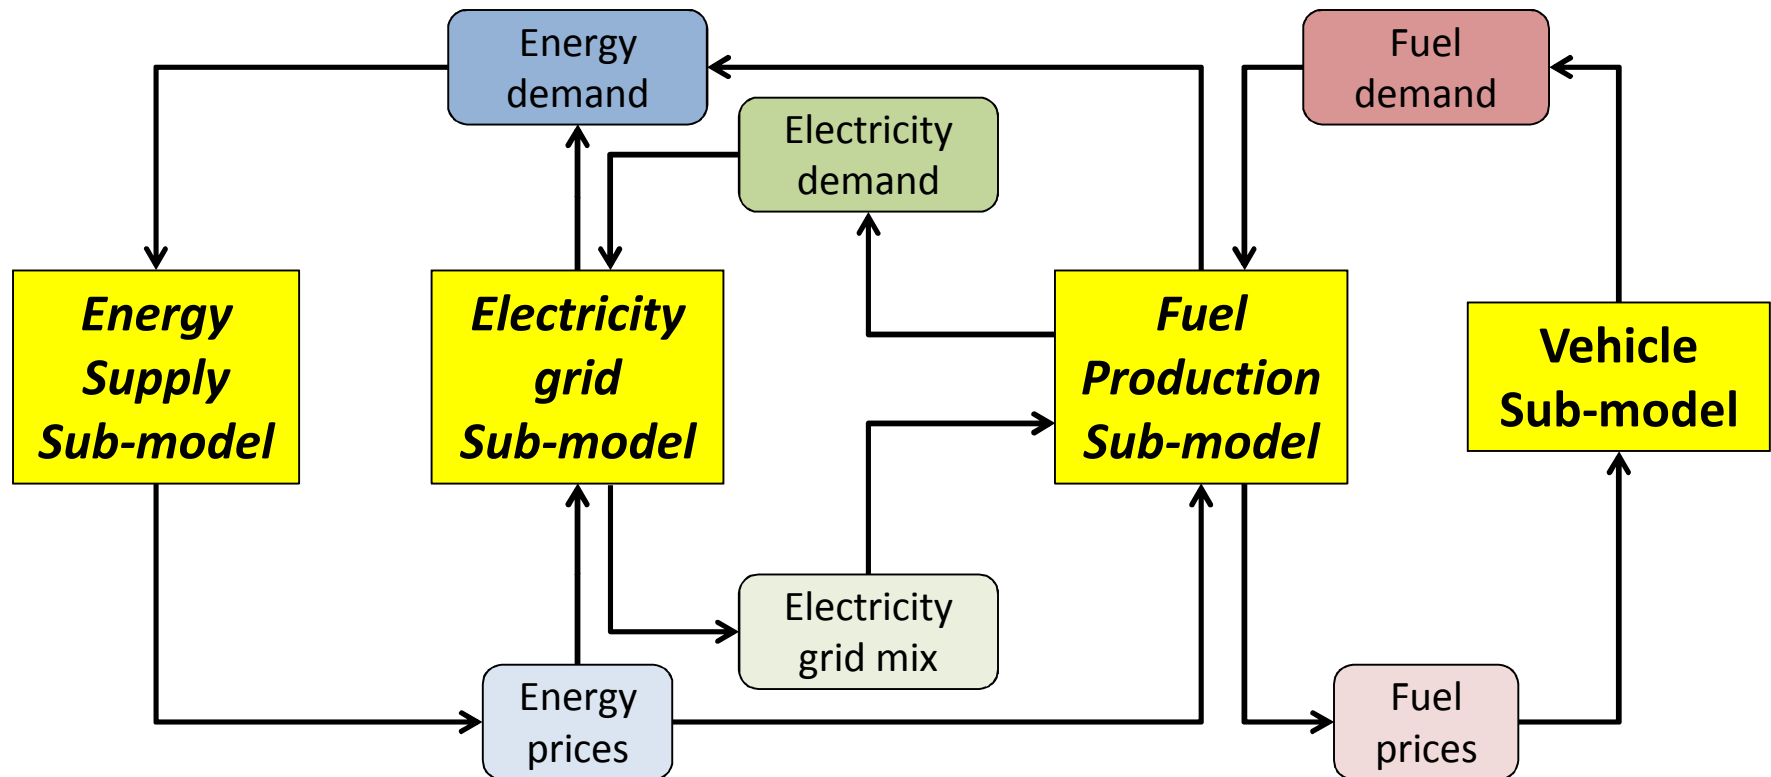 Energy
demand
Fuel
demand
Electricity
demand
Energy
Supply
Sub-model
Electricity
grid
Sub-model
Fuel
Production
Sub-model
Vehicle
Sub-model
Electricity
grid mix
Energy
prices
Fuel
prices